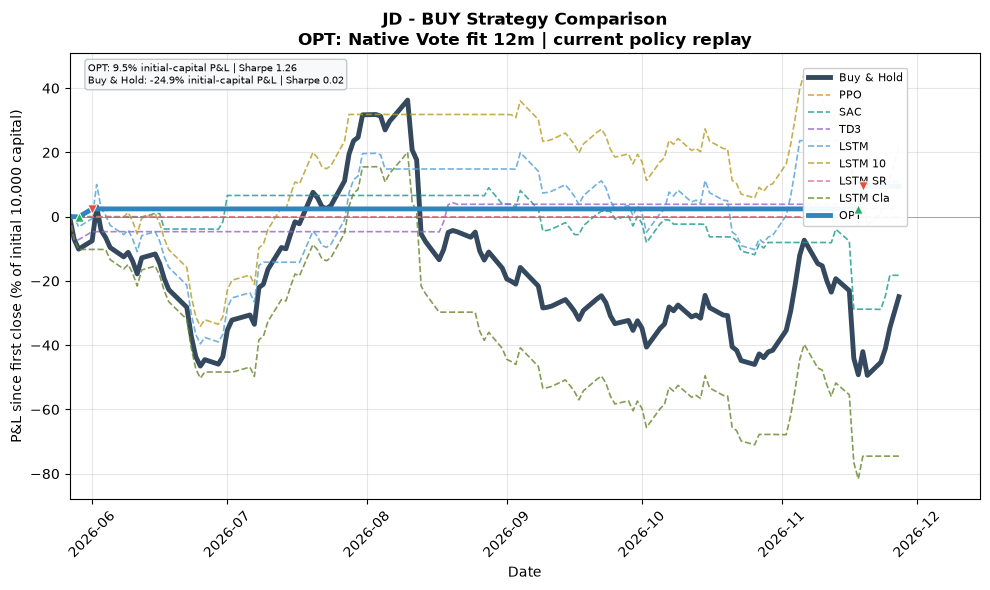 JD - BUY Strategy Comparison
OPT: Native Vote fit 12m | current policy replay
OPT: 9.5% initial-capital P&L | Sharpe 1.26
Buy & Hold: -24.9% initial-capital P&L | Sharpe 0.02
Buy & Hold
PPO
SAC
TD3
LSTM
LSTM 10
LSTM SR
LSTM Cla
OPT
P&L since first close (% of initial 10,000 capital)
40
20
0
−20
−40
−60
−80
2026-06
2026-07
2026-08
2026-09
2026-10
2026-11
2026-12
Date